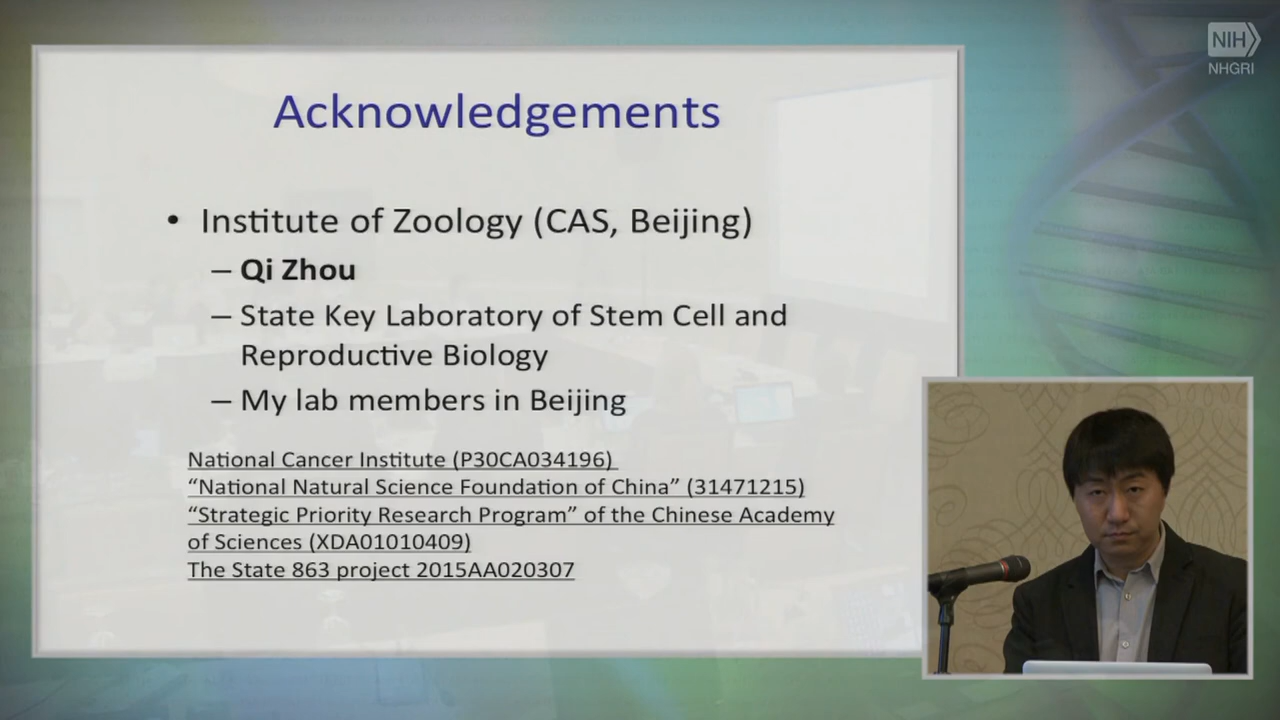 NIH
NHGRI
Acknowledgements
• Institute of Zoology (CAS, Beijing)
– Qi Zhou
– State Key Laboratory of Stem Cell and
Reproductive Biology
– My lab members in Beijing
National Cancer Institute (P30CA034196)
“National Natural Science Foundation of China” (31471215)
“Strategic Priority Research Program” of the Chinese Academy
of Sciences (XDA01010409)
The State 863 project 2015AA020307